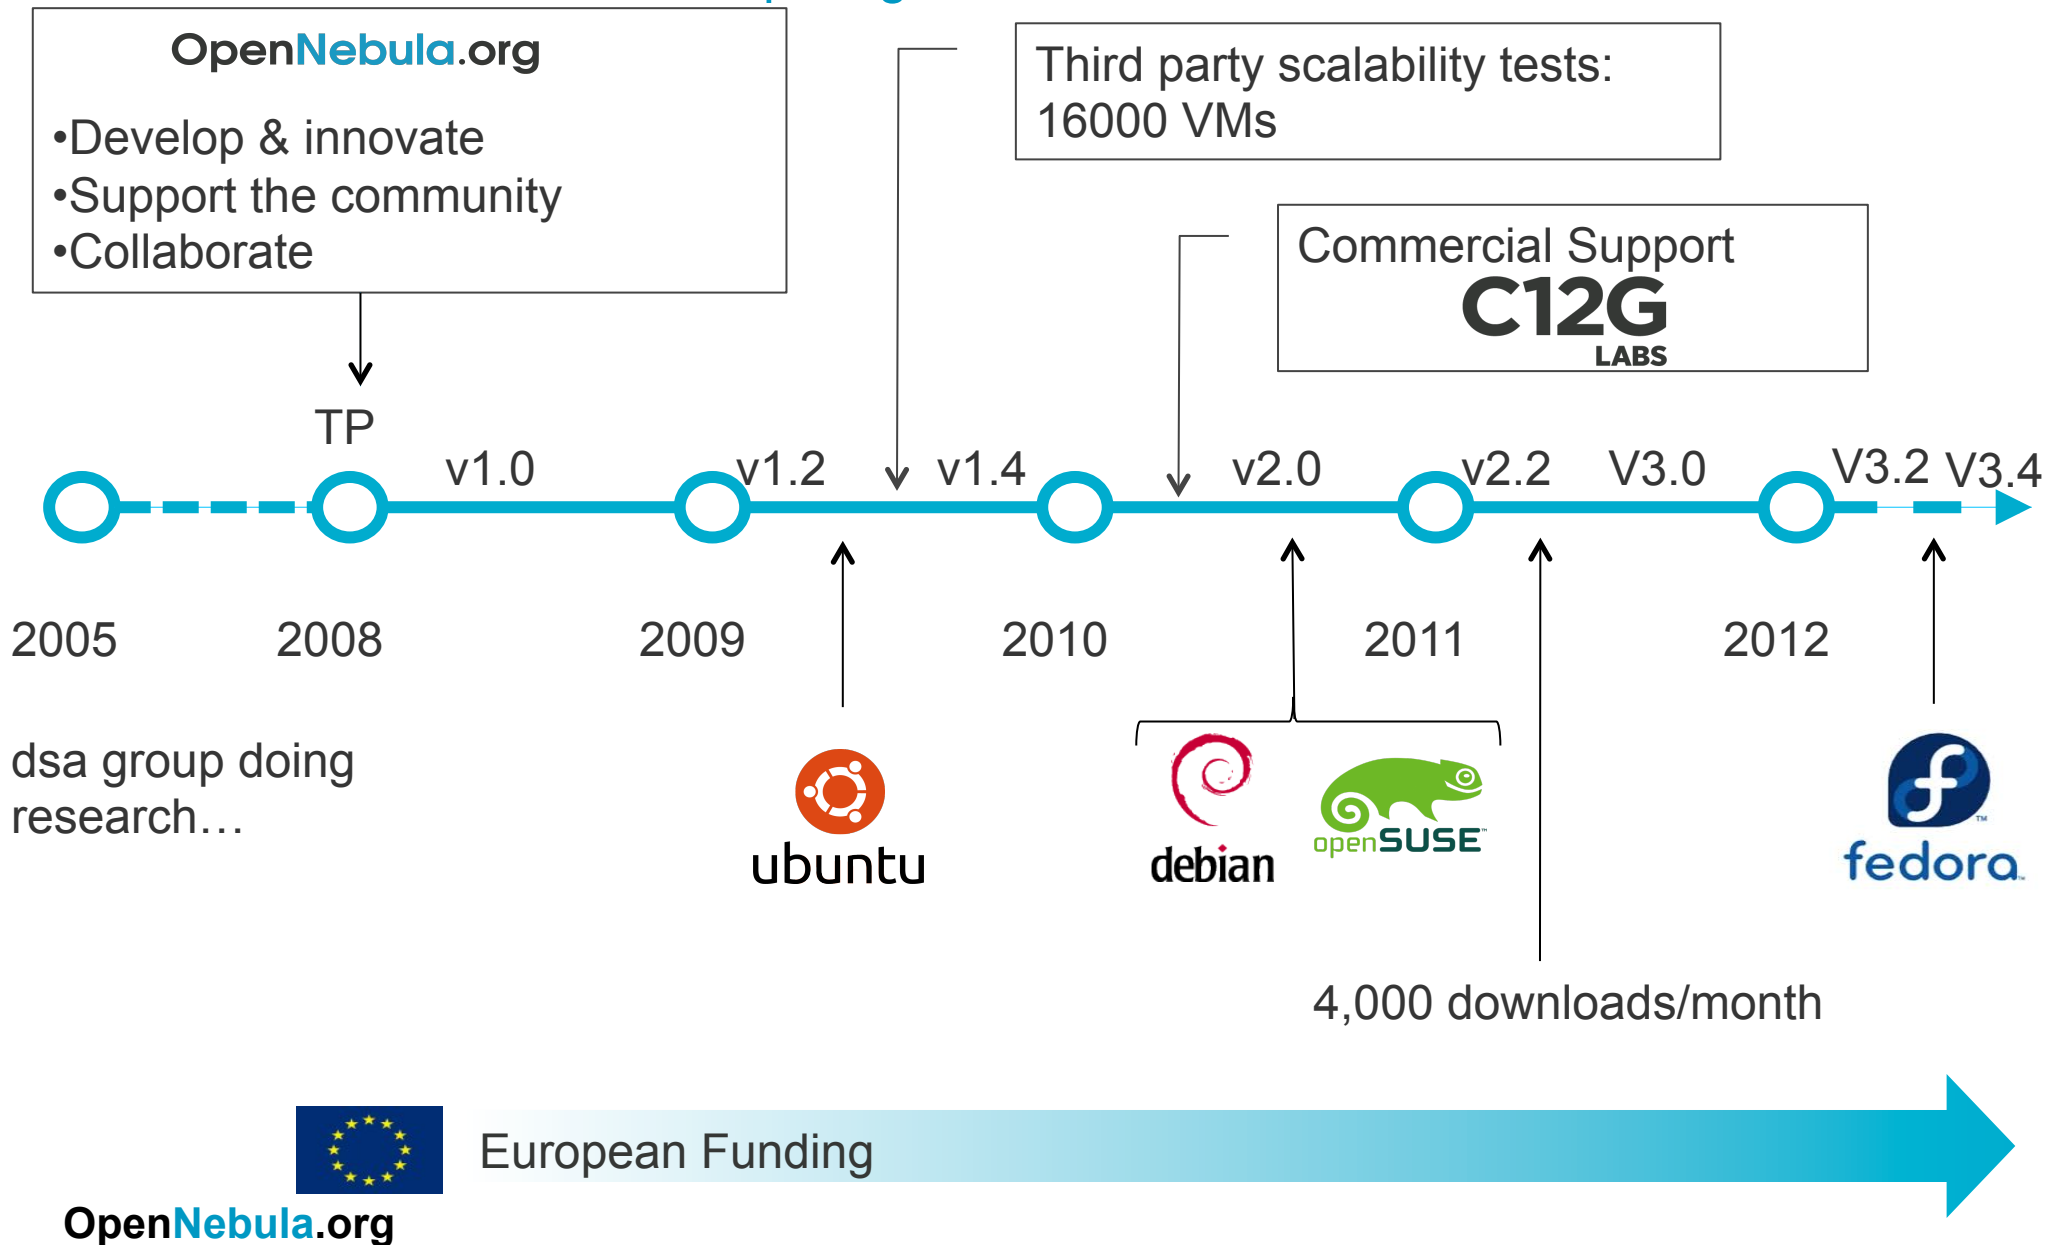 OpenNebula.org
•Develop & innovate
•Support the community
•Collaborate
Third party scalability tests:
16000 VMs
Commercial Support
C12G
LABS
TP
v1.0
v1.2
v1.4
v2.0
v2.2
V3.0
V3.2
V3.4
2005
2008
2009
2010
2011
2012
dsa group doing
research…
ubuntu
debian
openSUSE™
fedora™
4,000 downloads/month
European Funding
OpenNebula.org